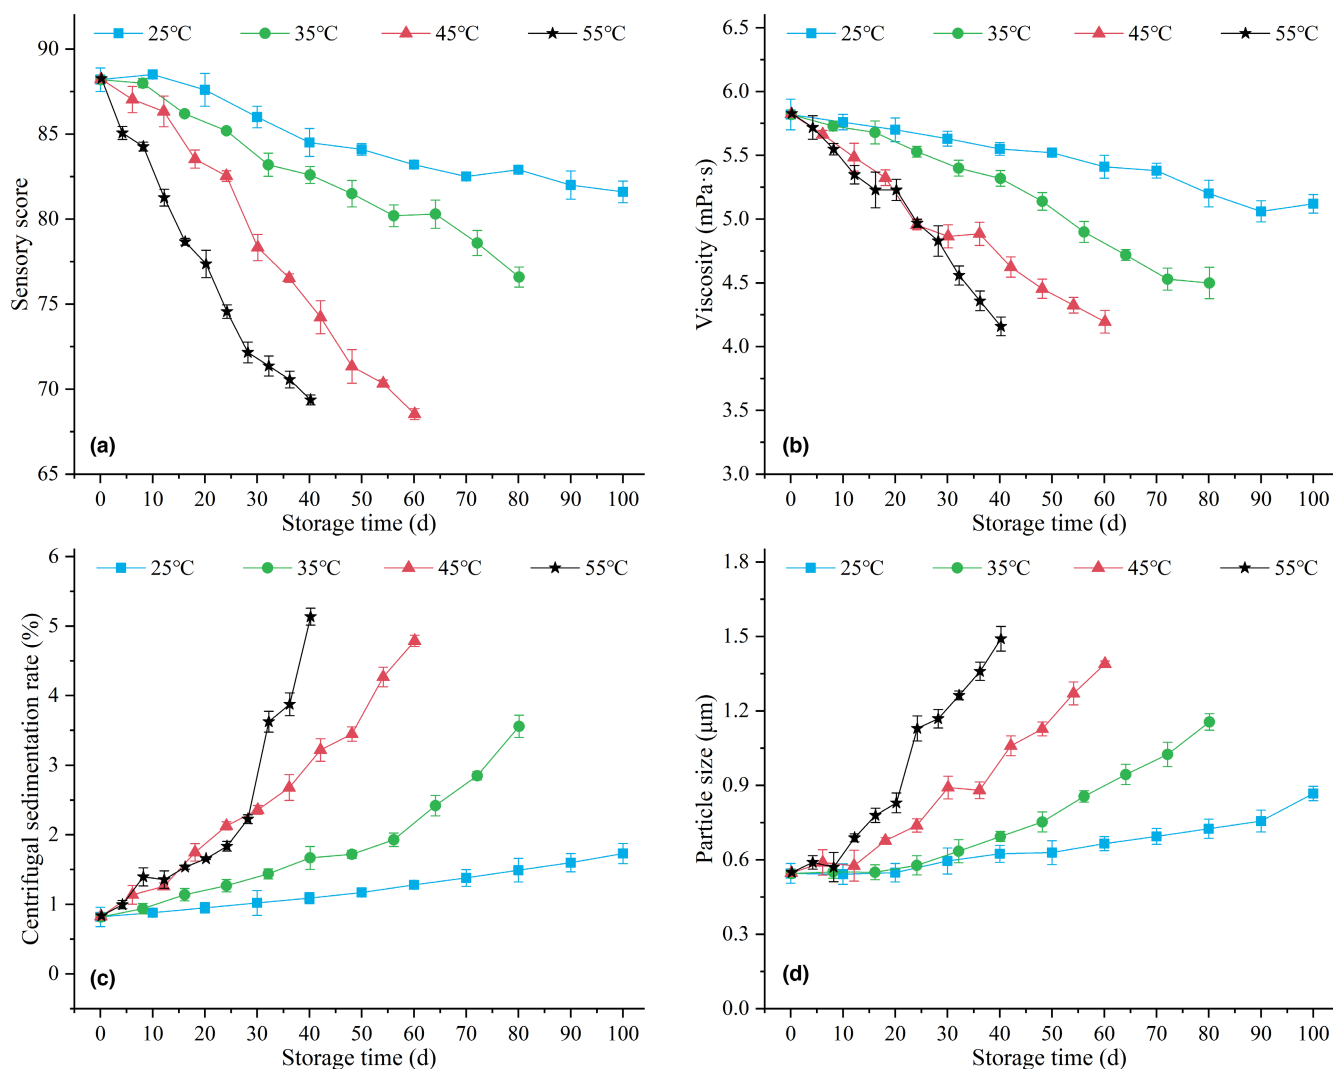 25℃ 35℃ 45℃ 55℃
90
85
80
75
70
65
Sensory score
(a)
0 10 20 30 40 50 60 70 80 90 100
Storage time (d)
25℃ 35℃ 45℃ 55℃
6.5
6.0
5.5
5.0
4.5
4.0
3.5
3.0
Viscosity (mPa·s)
(b)
0 10 20 30 40 50 60 70 80 90 100
Storage time (d)
25℃ 35℃ 45℃ 55℃
6
5
4
3
2
1
0
Centrifugal sedimentation rate (%)
(c)
0 10 20 30 40 50 60 70 80 90 100
Storage time (d)
25℃ 35℃ 45℃ 55℃
1.8
1.5
1.2
0.9
0.6
0.3
0.0
Particle size (μm)
(d)
0 10 20 30 40 50 60 70 80 90 100
Storage time (d)